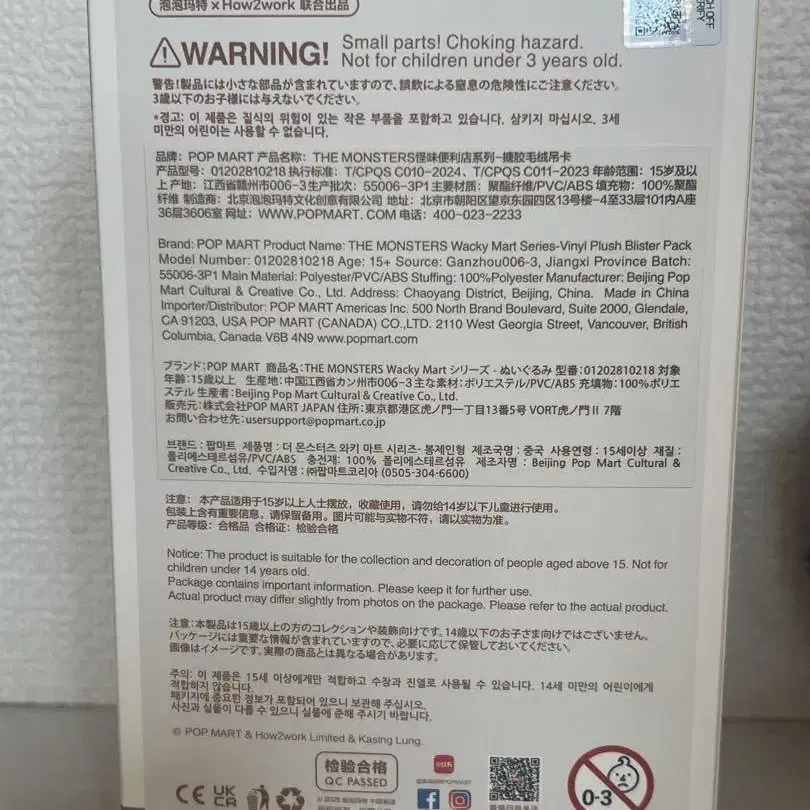 泡泡玛特 × How2work 联合出品
WARNING!
Small parts! Choking hazard.
Not for children under 3 years old.
警告!製品には小さな部品が含まれていますので、誤飲による窒息の危険性にご注意ください。
3歳以下のお子様には与えないでください。
*경고: 이 제품은 질식의 위험이 있는 작은 부품을 포함하고 있습니다. 삼키지 마십시오. 3세
미만의 어린이는 사용할 수 없습니다.
品牌: POP MART 产品名称: THE MONSTERS怪味便利店系列-搪胶毛绒吊卡
产品型号: 01202810218 执行标准: T/CPQS C010-2024、T/CPQS C011-2023 年龄范围: 15岁及以
上 产地: 江西省赣州市006-3 生产批次: 55006-3P1 主要材质: 聚酯纤维/PVC/ABS 填充物: 100%聚酯
纤维 制造商: 北京泡泡玛特文化创意有限公司 地址: 北京市朝阳区望京东园四区13号楼-4至33层101内A座
36层3606室 网址: WWW.POPMART.COM 电话: 400-023-2233
Brand: POP MART Product Name: THE MONSTERS Wacky Mart Series-Vinyl Plush Blister Pack
Model Number: 01202810218 Age: 15+ Source: Ganzhou006-3, Jiangxi Province Batch:
55006-3P1 Main Material: Polyester/PVC/ABS Stuffing: 100%Polyester Manufacturer: Beijing Pop
Mart Cultural & Creative Co., Ltd. Address: Chaoyang District, Beijing, China. Made in China
Importer/Distributor: POP MART Americas Inc. 500 North Brand Boulevard, Suite 2000, Glendale,
CA 91203, USA POP MART (CANADA) CO.,LTD. 2110 West Georgia Street, Vancouver, British
Columbia, Canada V6B 4N9 www.popmart.com
ブランド:POP MART 商品名:THE MONSTERS Wacky Mart シリーズ - ぬいぐるみ 型番:01202810218 対象
年齢:15歳以上 生産地:中国江西省カン州市006-3 主な素材:ポリエステル/PVC/ABS 充填物:100%ポリエ
ステル 生産者:Beijing Pop Mart Cultural & Creative Co., Ltd.
販売元:株式会社POP MART JAPAN 住所:東京都港区虎ノ門一丁目13番5号 VORT虎ノ門Ⅱ 7階
お問い合わせ先:usersupport@popmart.co.jp
브랜드 : 팝마트 제품명 : 더 몬스터즈 와키 마트 시리즈- 봉제인형 제조국명 : 중국 사용연령 : 15세이상 재질 :
폴리에스테르섬유/PVC/ABS 충전재: 100% 폴리에스테르섬유 제조자명 : Beijing Pop Mart Cultural &
Creative Co., Ltd. 수입자명 : ㈜팝마트코리아 (0505-304-6600)
注意: 本产品适用于15岁以上人士摆放，收藏使用，请勿给14岁以下儿童进行使用。
包装上含有重要信息，请保留备用。图片可能与实物不符，请以实物为准。
产品等级: 合格品 合格证: 检验合格
Notice: The product is suitable for the collection and decoration of people aged above 15. Not for
children under 14 years old.
Package contains important information. Please keep it for further use.
Actual product may differ slightly from photos on the package. Please refer to the actual product.
注意:本製品は15歳以上の方のコレクションや装飾向けです。14歳以下のお子さま向けではございません。
パッケージには重要な情報が含まれていますので、必要に応じて保管しておいてください。
画像はイメージです。実際の商品とは異なる場合があります。
주의: 이 제품은 15세 이상에게만 적합하고 수장과 진열로 사용될 수 있습니다. 14세 미만의 어린이에게
적합하지 않습니다.
패키지에 중요한 정보가 포함되어 있으니 보관해 주십시오.
사진과 실물이 다를 수 있으니 실물에 준해 주시기 바랍니다.
© POP MART & How2work Limited & Kasing Lung.
检验合格
QC PASSED
小红书
CE UK CA
0-3